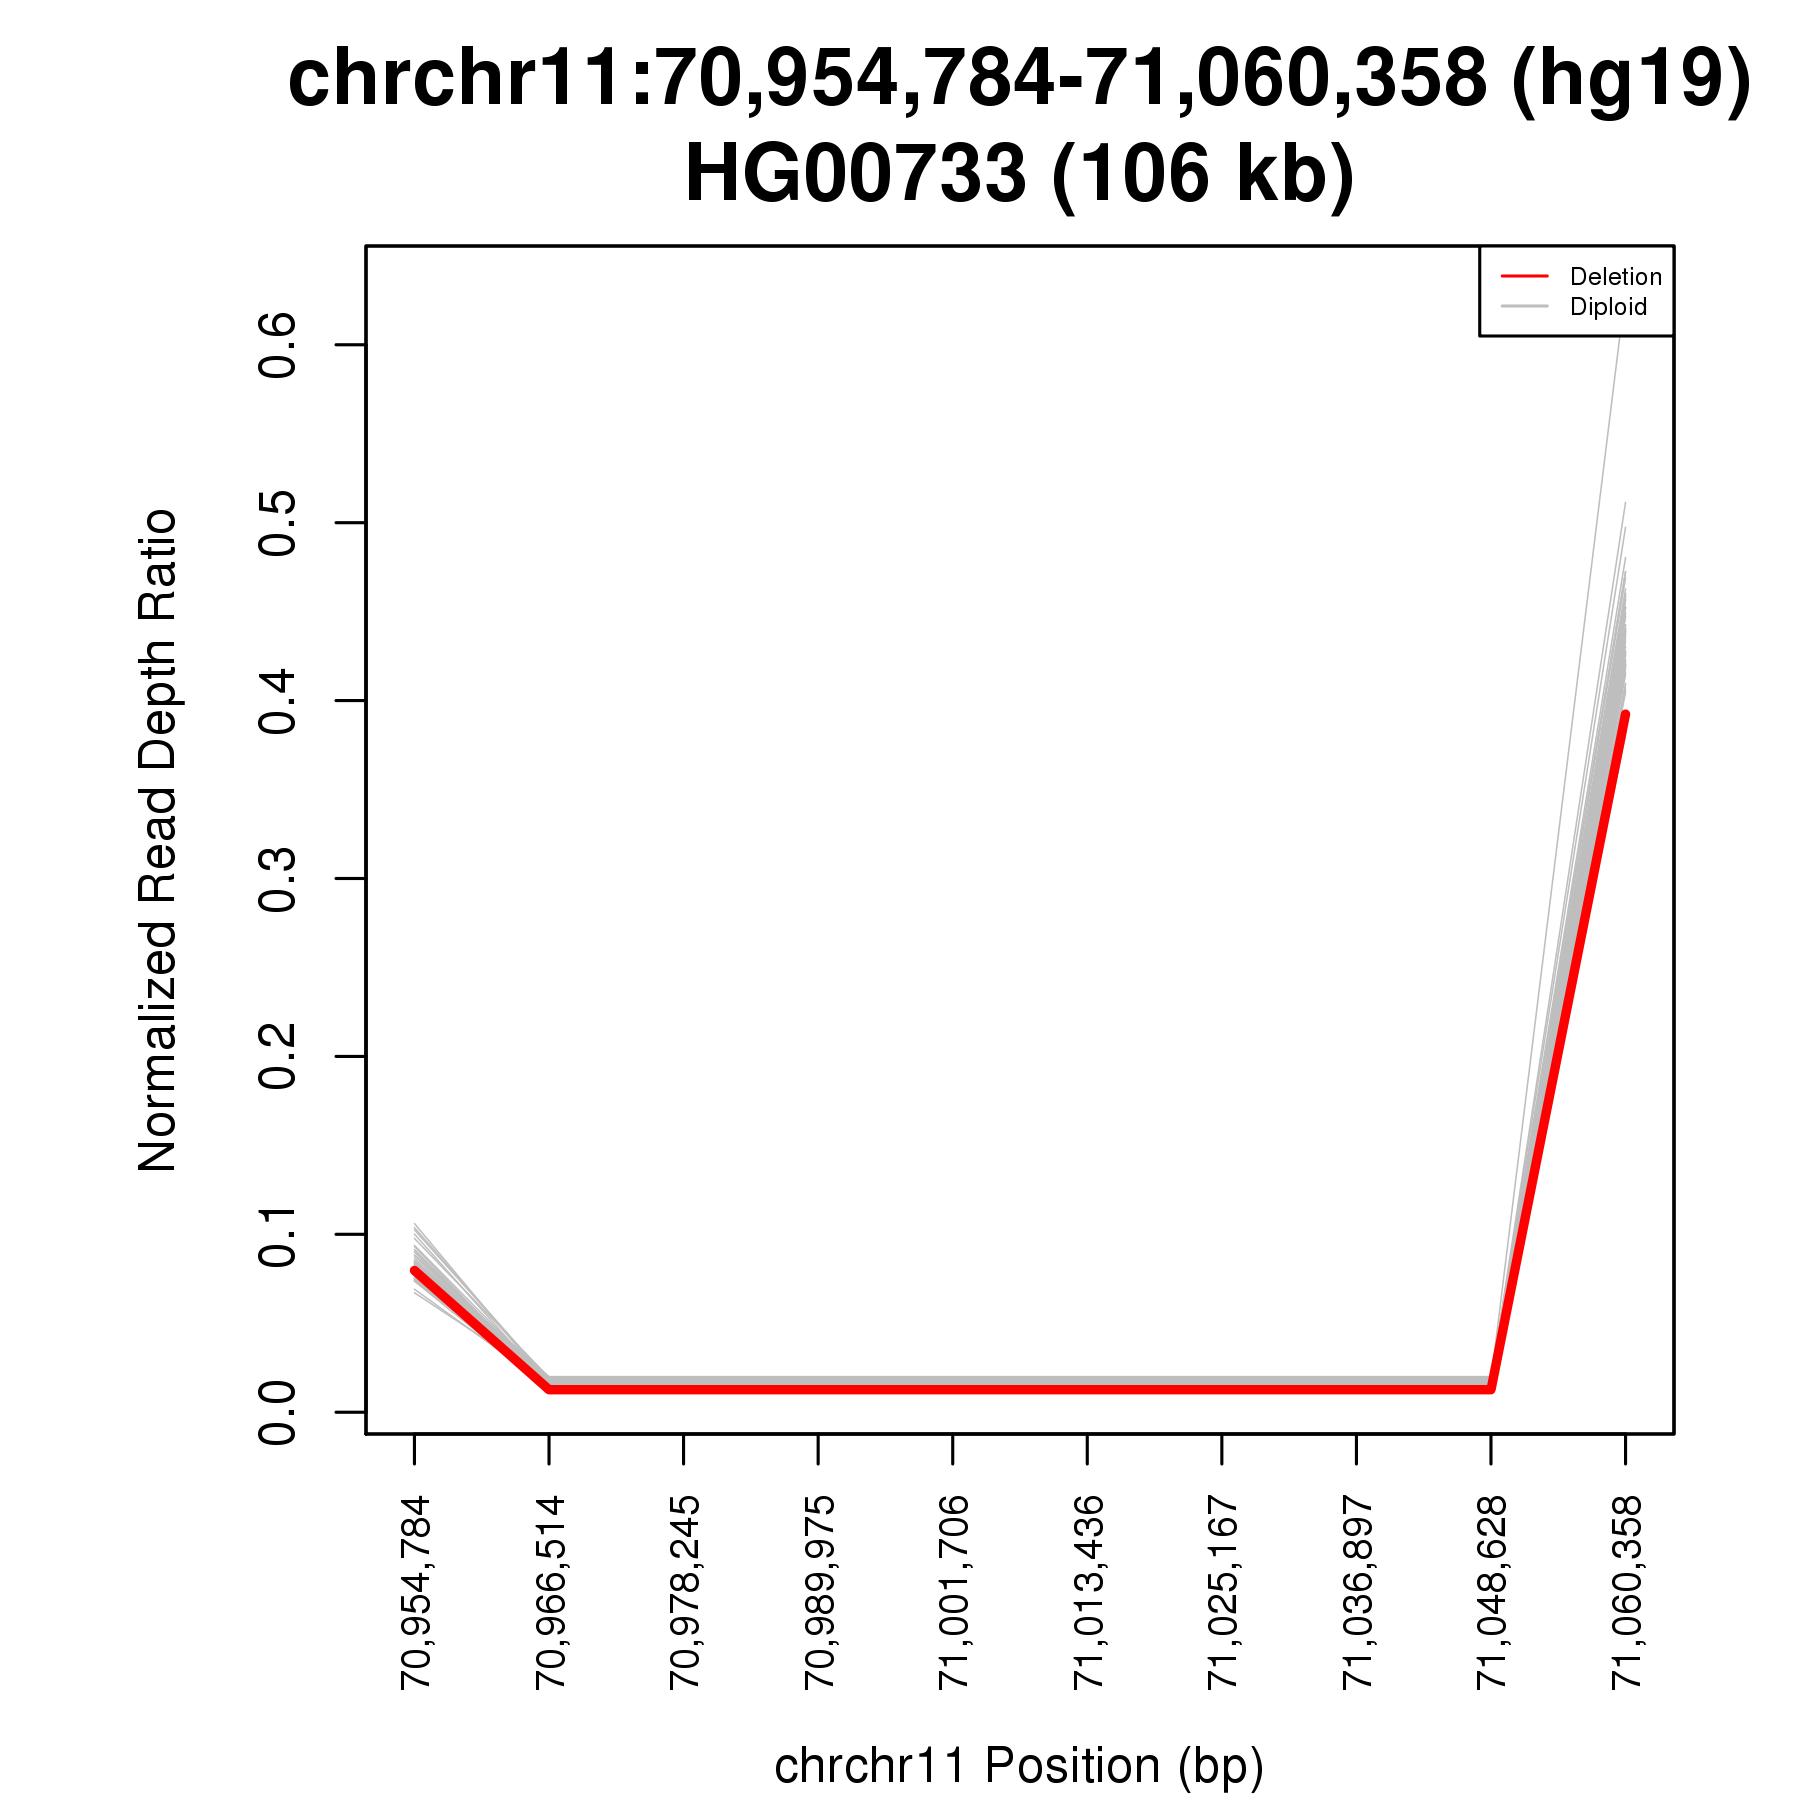 chrchr11:70,954,784-71,060,358 (hg19)
HG00733 (106 kb)
Deletion
Diploid
Normalized Read Depth Ratio
0.6
0.5
0.4
0.3
0.2
0.1
0.0
70,954,784
70,966,514
70,978,245
70,989,975
71,001,706
71,013,436
71,025,167
71,036,897
71,048,628
71,060,358
chrchr11 Position (bp)